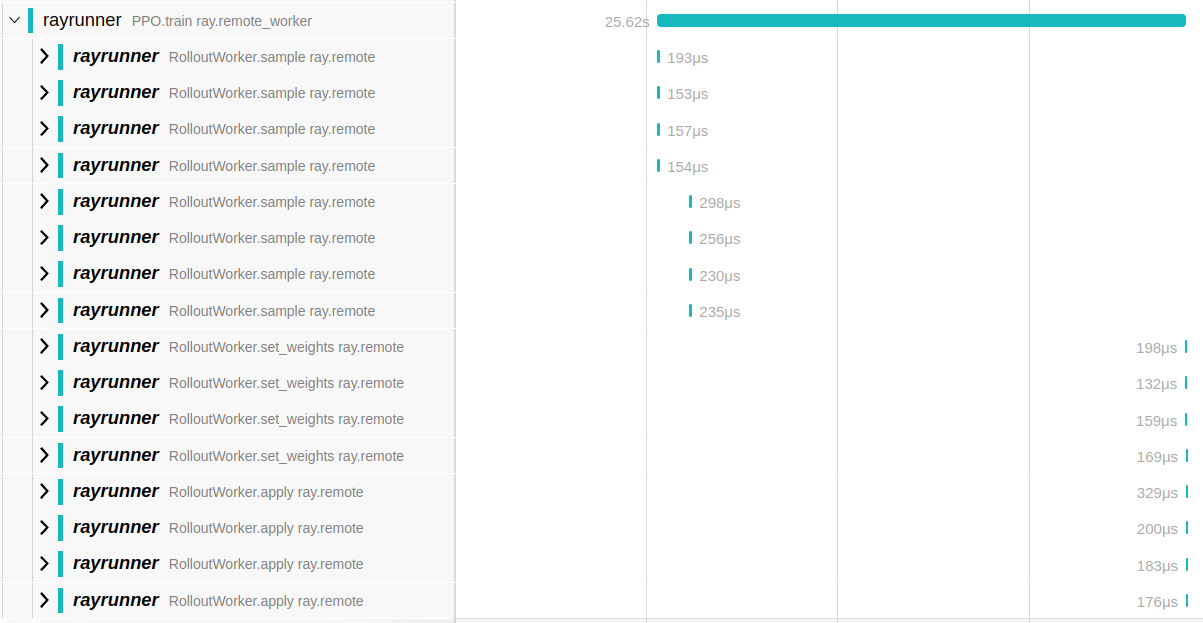 rayrunner PPO.train ray.remote_worker 25.62s
rayrunner RolloutWorker.sample ray.remote 193μs
rayrunner RolloutWorker.sample ray.remote 153μs
rayrunner RolloutWorker.sample ray.remote 157μs
rayrunner RolloutWorker.sample ray.remote 154μs
rayrunner RolloutWorker.sample ray.remote 298μs
rayrunner RolloutWorker.sample ray.remote 256μs
rayrunner RolloutWorker.sample ray.remote 230μs
rayrunner RolloutWorker.sample ray.remote 235μs
rayrunner RolloutWorker.set_weights ray.remote 198μs
rayrunner RolloutWorker.set_weights ray.remote 132μs
rayrunner RolloutWorker.set_weights ray.remote 159μs
rayrunner RolloutWorker.set_weights ray.remote 169μs
rayrunner RolloutWorker.apply ray.remote 329μs
rayrunner RolloutWorker.apply ray.remote 200μs
rayrunner RolloutWorker.apply ray.remote 183μs
rayrunner RolloutWorker.apply ray.remote 176μs